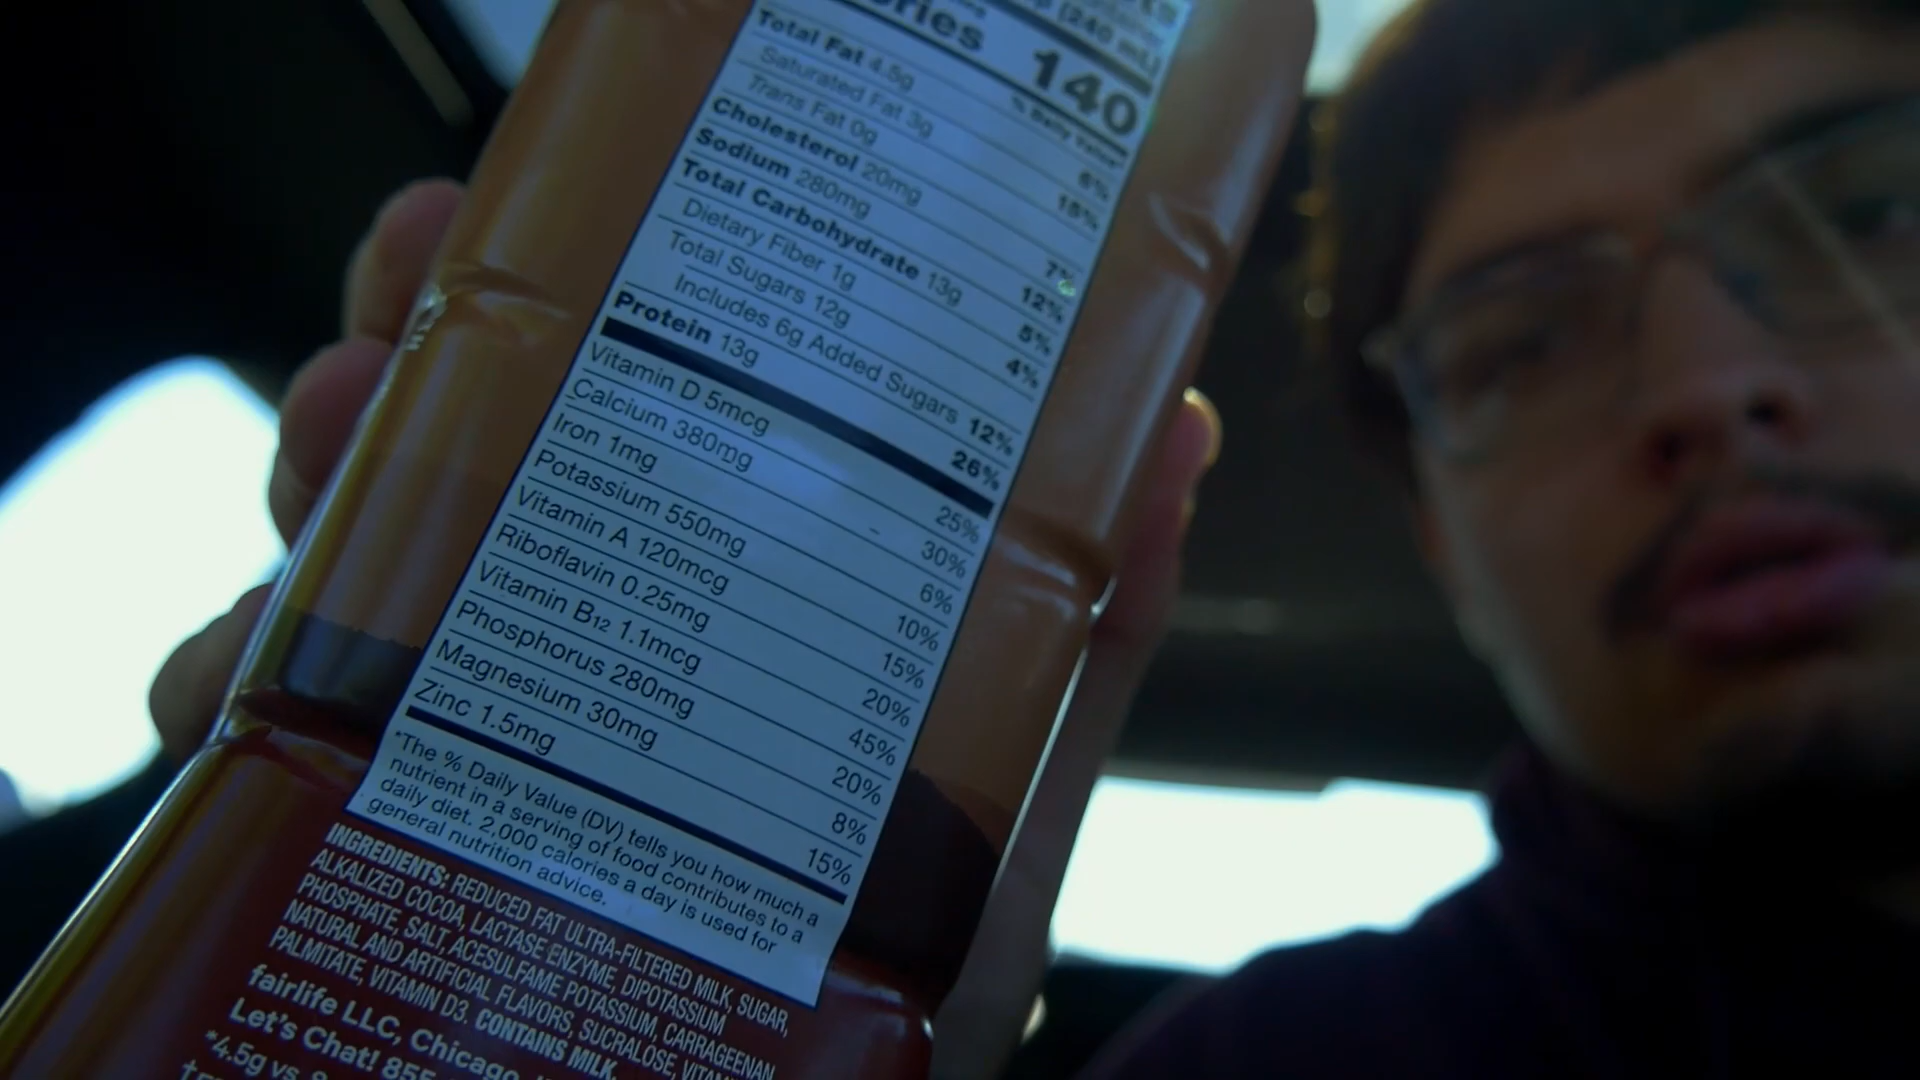 (240 mL)
140
% Daily Value*
Total Fat 4.5g 6%
Saturated Fat 3g 15%
Trans Fat 0g
Cholesterol 20mg 7%
Sodium 280mg 12%
Total Carbohydrate 13g 5%
Dietary Fiber 1g 4%
Total Sugars 12g
Includes 6g Added Sugars 12%
Protein 13g 26%
Vitamin D 5mcg 25%
Calcium 380mg 30%
Iron 1mg 6%
Potassium 550mg 10%
Vitamin A 120mcg 15%
Riboflavin 0.25mg 20%
Vitamin B12 1.1mcg 45%
Phosphorus 280mg 20%
Magnesium 30mg 8%
Zinc 1.5mg 15%
*The % Daily Value (DV) tells you how much a
nutrient in a serving of food contributes to a
daily diet. 2,000 calories a day is used for
general nutrition advice.
INGREDIENTS: REDUCED FAT ULTRA-FILTERED MILK, SUGAR,
ALKALIZED COCOA, LACTASE ENZYME, DIPOTASSIUM
PHOSPHATE, SALT, ACESULFAME POTASSIUM, CARRAGEENAN
NATURAL AND ARTIFICIAL FLAVORS, SUCRALOSE,
PALMITATE, VITAMIN D3. CONTAINS MILK.
fairlife LLC, Chicago,
Let's Chat! 855
*4.5g vs.